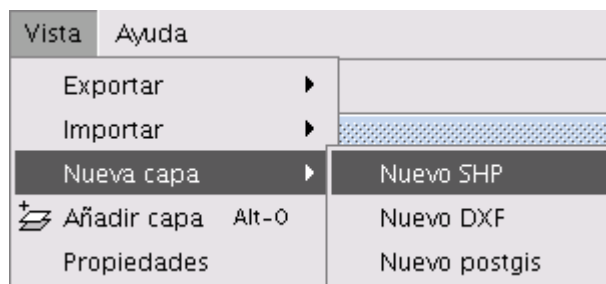 Vista Ayuda
Exportar
Importar
Nueva capa Nuevo SHP
Añadir capa Alt-O Nuevo DXF
Propiedades Nuevo postgis